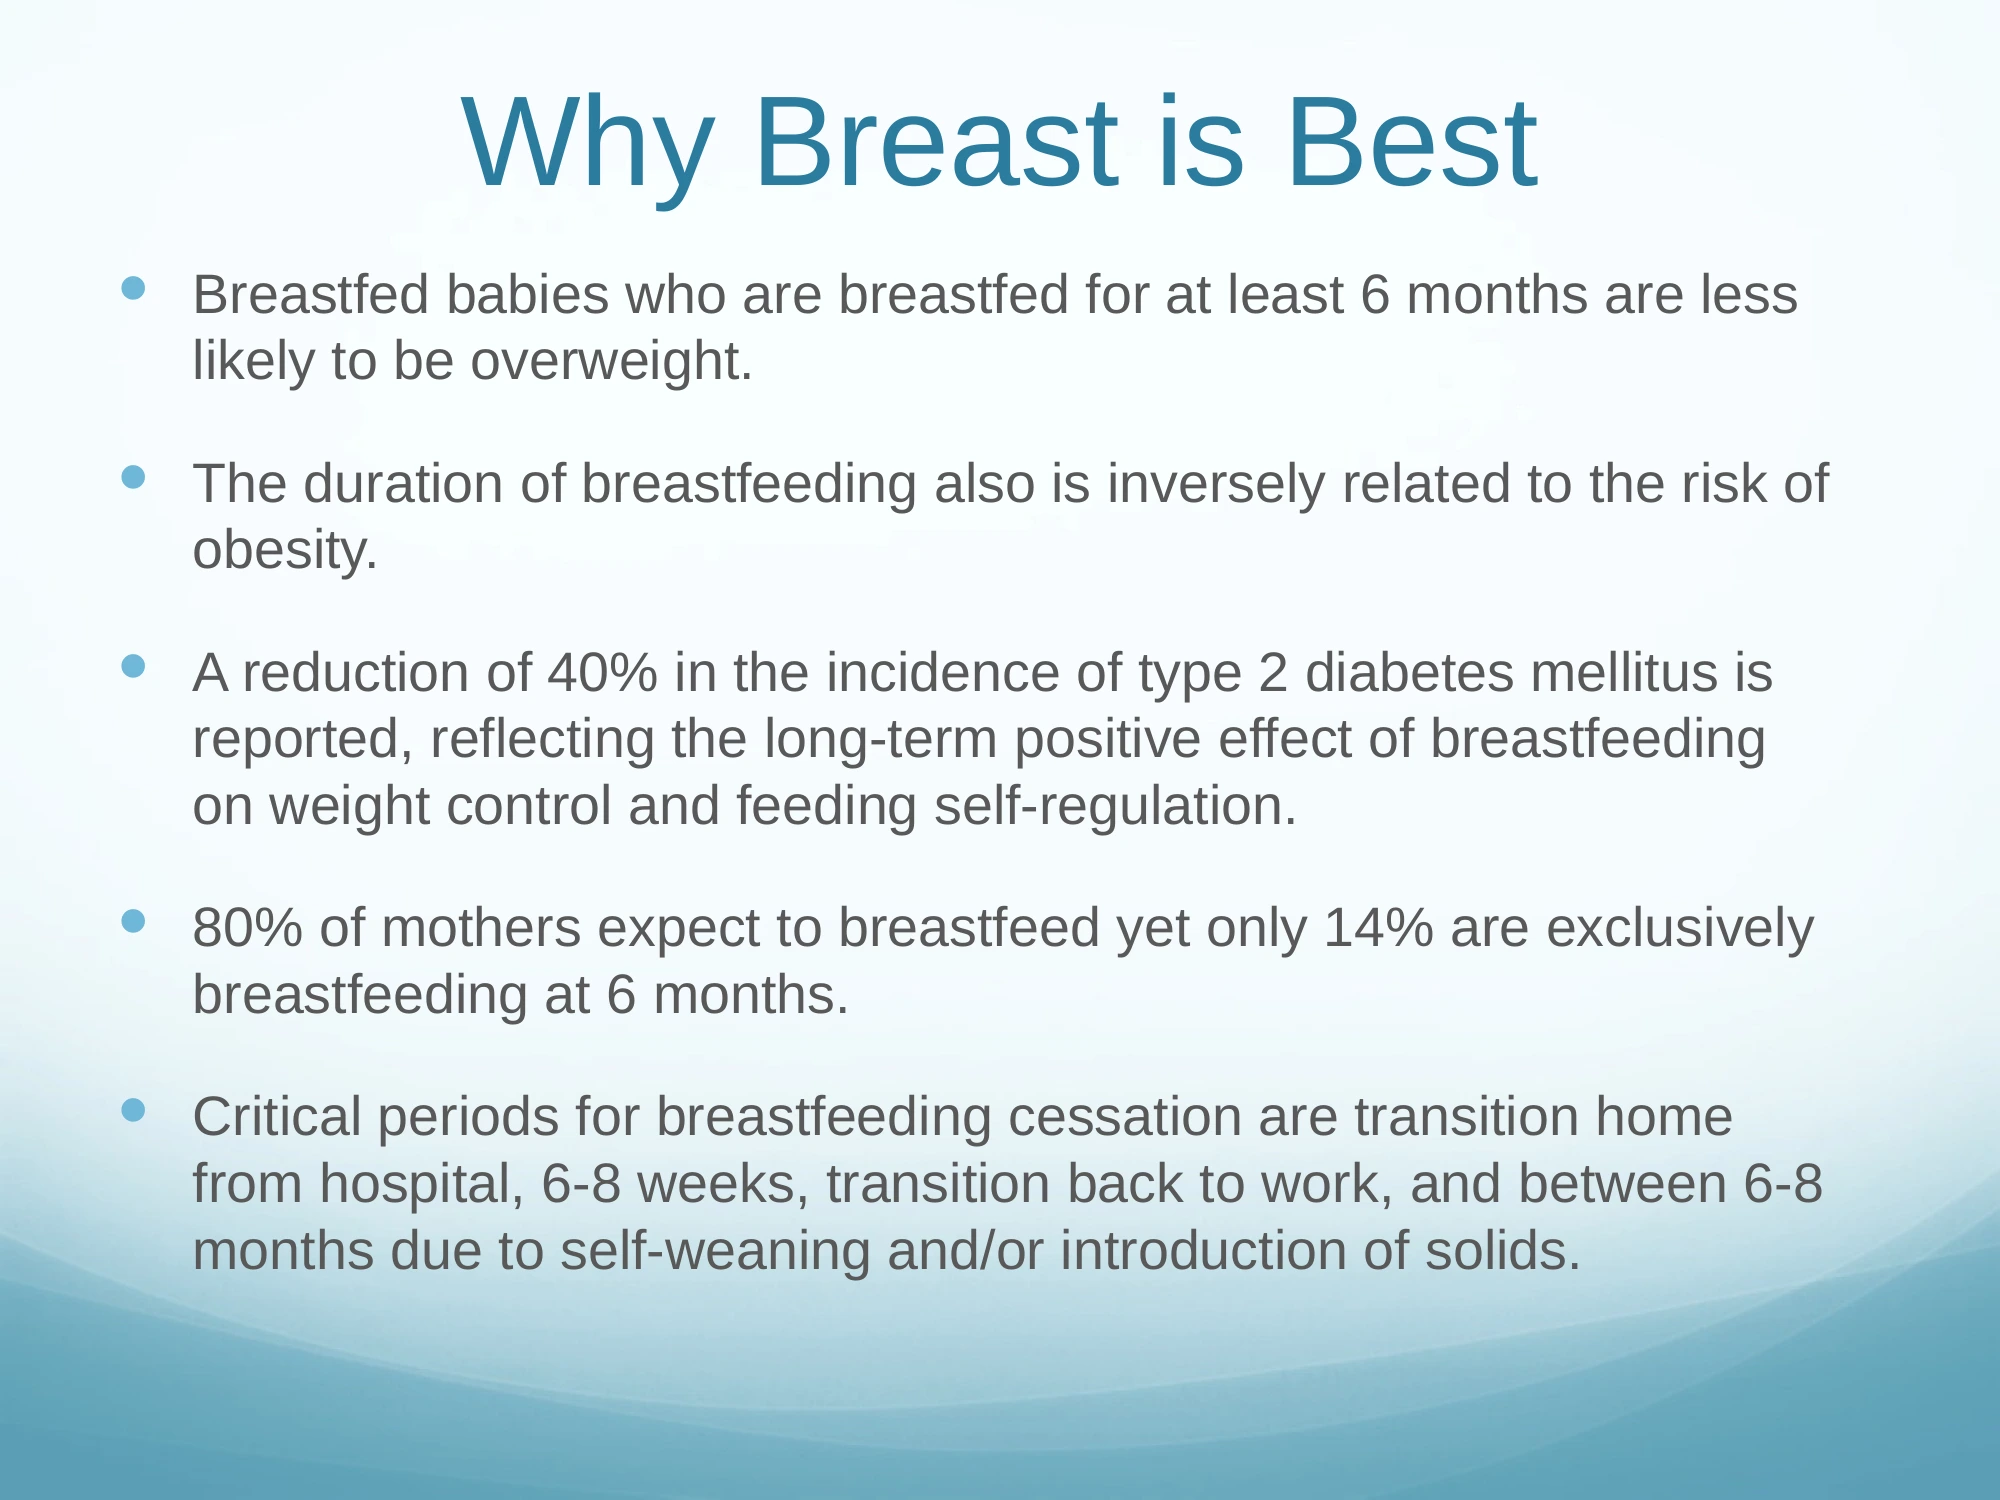 Why Breast is Best
• Breastfed babies who are breastfed for at least 6 months are less
likely to be overweight.
• The duration of breastfeeding also is inversely related to the risk of
obesity.
• A reduction of 40% in the incidence of type 2 diabetes mellitus is
reported, reflecting the long-term positive effect of breastfeeding
on weight control and feeding self-regulation.
• 80% of mothers expect to breastfeed yet only 14% are exclusively
breastfeeding at 6 months.
• Critical periods for breastfeeding cessation are transition home
from hospital, 6-8 weeks, transition back to work, and between 6-8
months due to self-weaning and/or introduction of solids.